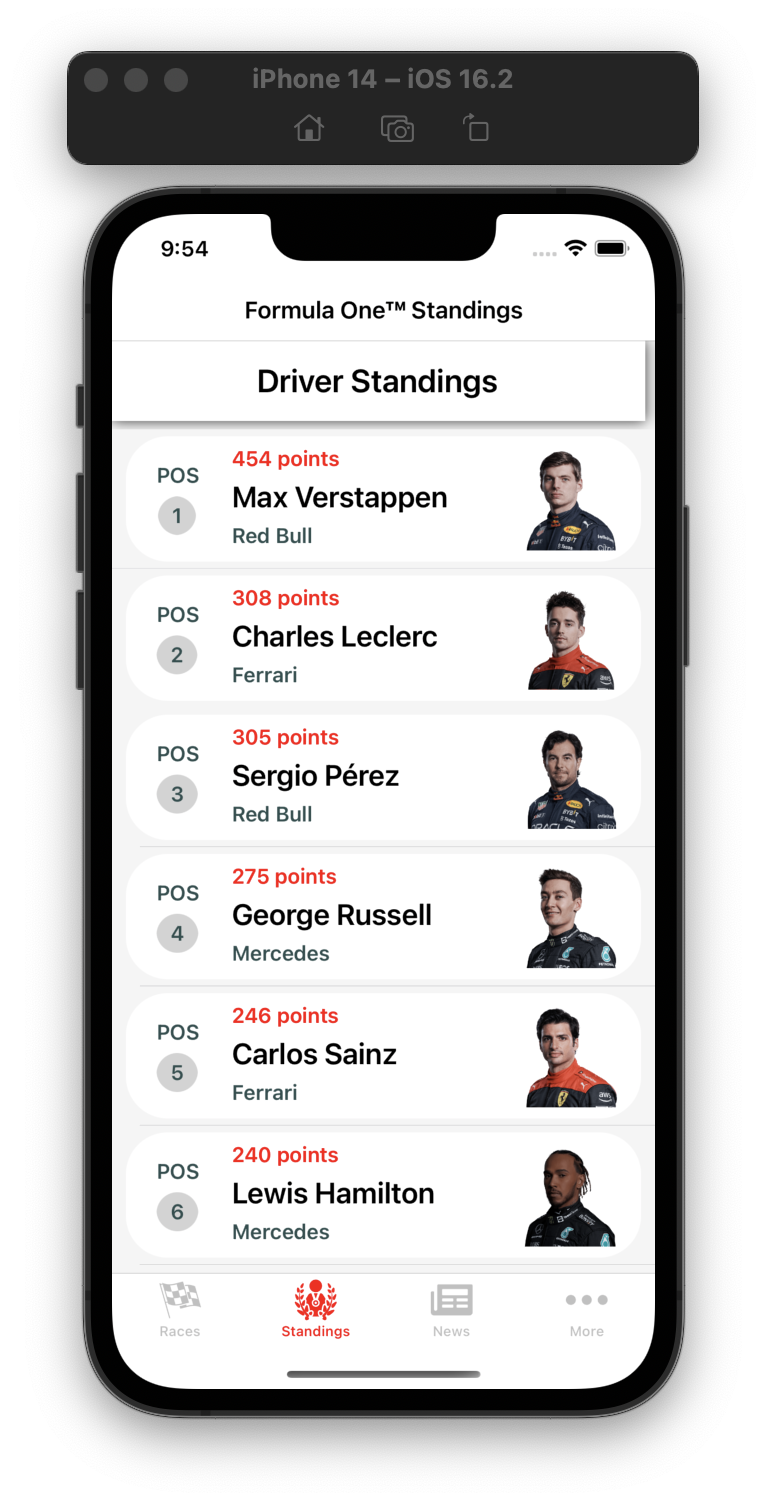 iPhone 14 – iOS 16.2
9:54
Formula One™ Standings
Driver Standings
POS
1
454 points
Max Verstappen
Red Bull
POS
2
308 points
Charles Leclerc
Ferrari
POS
3
305 points
Sergio Pérez
Red Bull
POS
4
275 points
George Russell
Mercedes
POS
5
246 points
Carlos Sainz
Ferrari
POS
6
240 points
Lewis Hamilton
Mercedes
Races
Standings
News
More